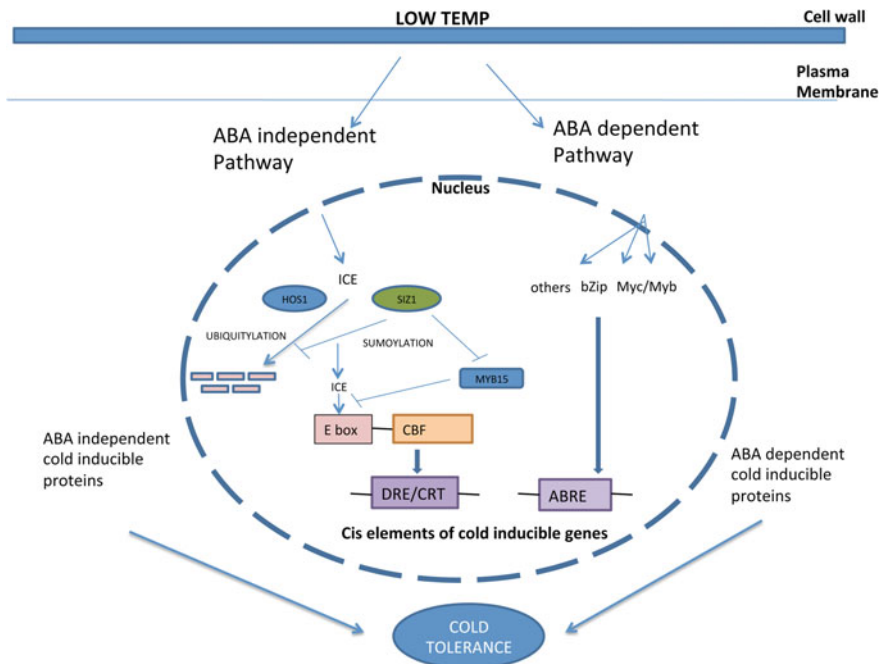 LOW TEMP
Cell wall
Plasma
Membrane
ABA independent
Pathway
ABA dependent
Pathway
Nucleus
ICE
HOS1
SIZ1
others bZip Myc/Myb
UBIQUITYLATION
SUMOYLATION
ICE
MYB15
E box
CBF
ABA independent
cold inducible
proteins
ABA dependent
cold inducible
proteins
DRE/CRT
ABRE
Cis elements of cold inducible genes
COLD
TOLERANCE